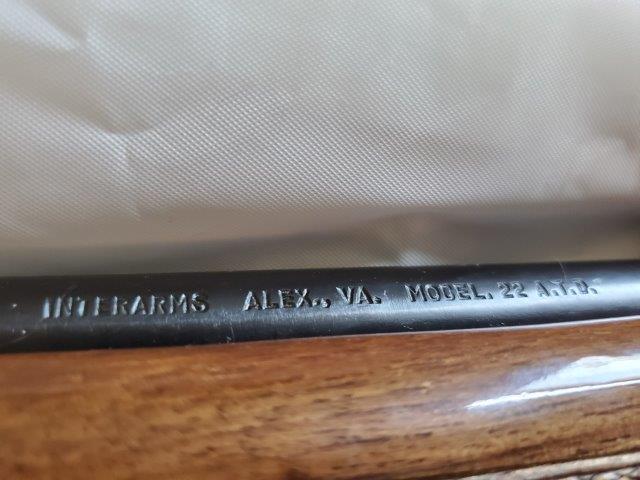 INTERARMS ALEX., VA. MODEL. 22 A.T.D.